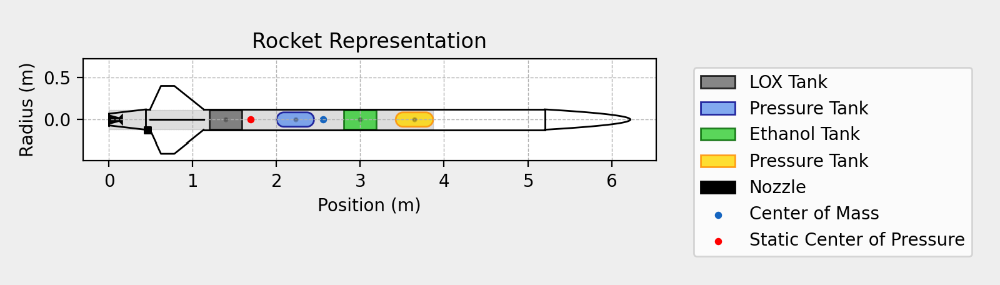 Rocket Representation
Radius (m)
0.5
0.0
0 1 2 3 4 5 6
Position (m)
LOX Tank
Pressure Tank
Ethanol Tank
Pressure Tank
Nozzle
Center of Mass
Static Center of Pressure